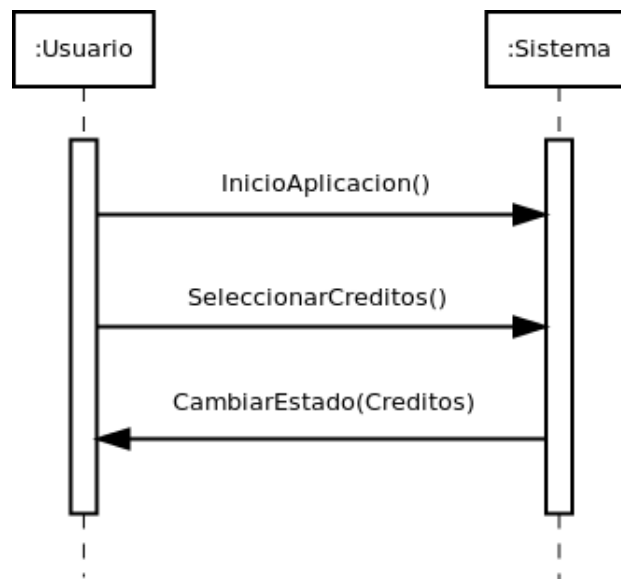 :Usuario
:Sistema
InicioAplicacion()
SeleccionarCreditos()
CambiarEstado(Creditos)